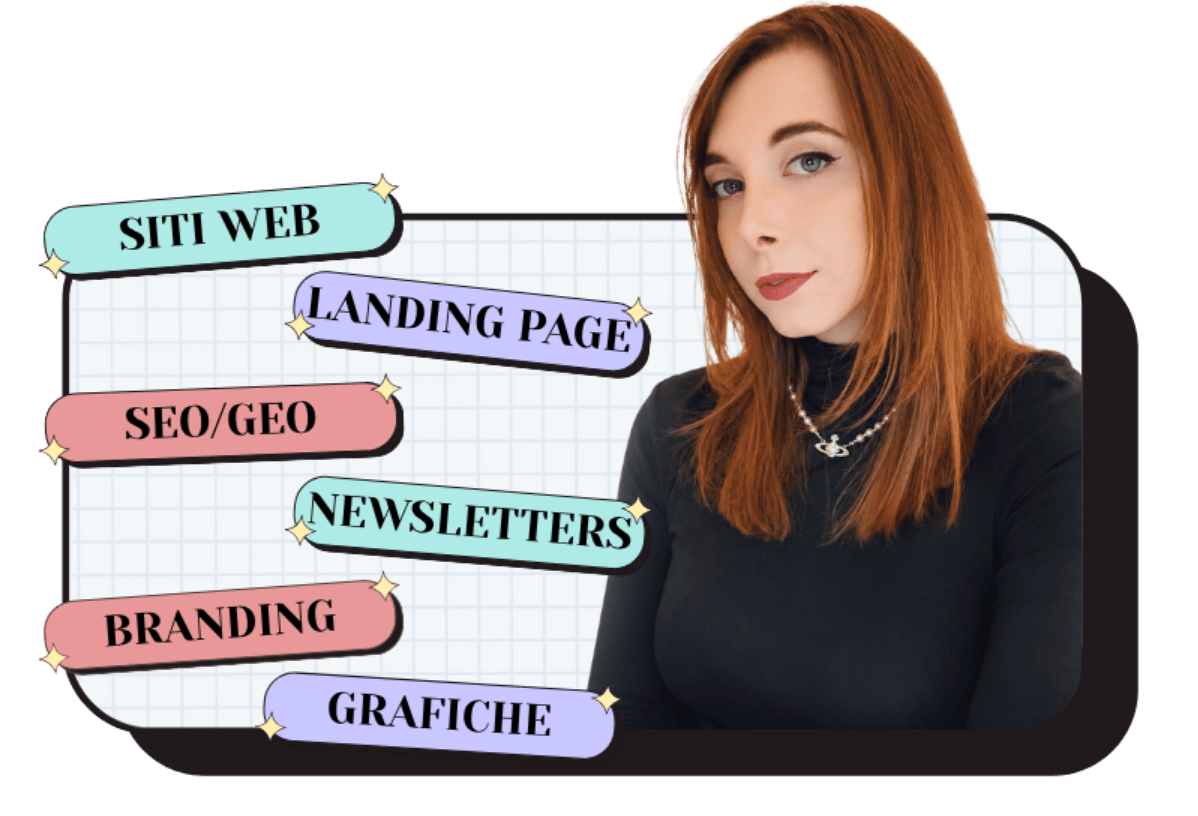 SITI WEB
LANDING PAGE
SEO/GEO
NEWSLETTERS
BRANDING
GRAFICHE